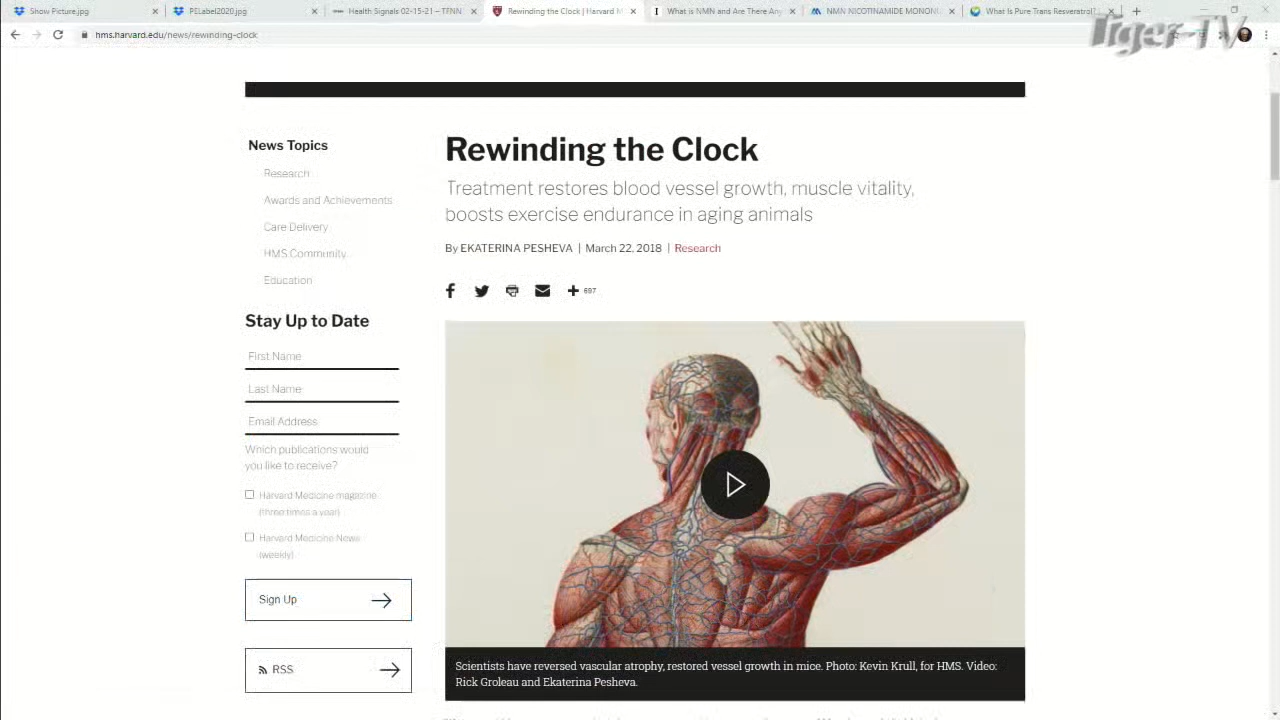 Show Picture.jpg
PSLabel2020.jpg
Health Signals 02-15-21 – TFNN
Rewinding the Clock | Harvard M
What is NMN and Are There Any
NMN NICOTINAMIDE MONONU
What Is Pure Trans Resveratrol?
Tiger-TV
hms.harvard.edu/news/rewinding-clock
News Topics
Research
Awards and Achievements
Care Delivery
HMS Community
Education
Stay Up to Date
First Name
Last Name
Email Address
Which publications would
you like to receive?
Harvard Medicine magazine
(three times a year)
Harvard Medicine News
(weekly)
Sign Up
RSS
Rewinding the Clock
Treatment restores blood vessel growth, muscle vitality,
boosts exercise endurance in aging animals
By EKATERINA PESHEVA | March 22, 2018 | Research
697
Scientists have reversed vascular atrophy, restored vessel growth in mice. Photo: Kevin Krull, for HMS. Video:
Rick Groleau and Ekaterina Pesheva.